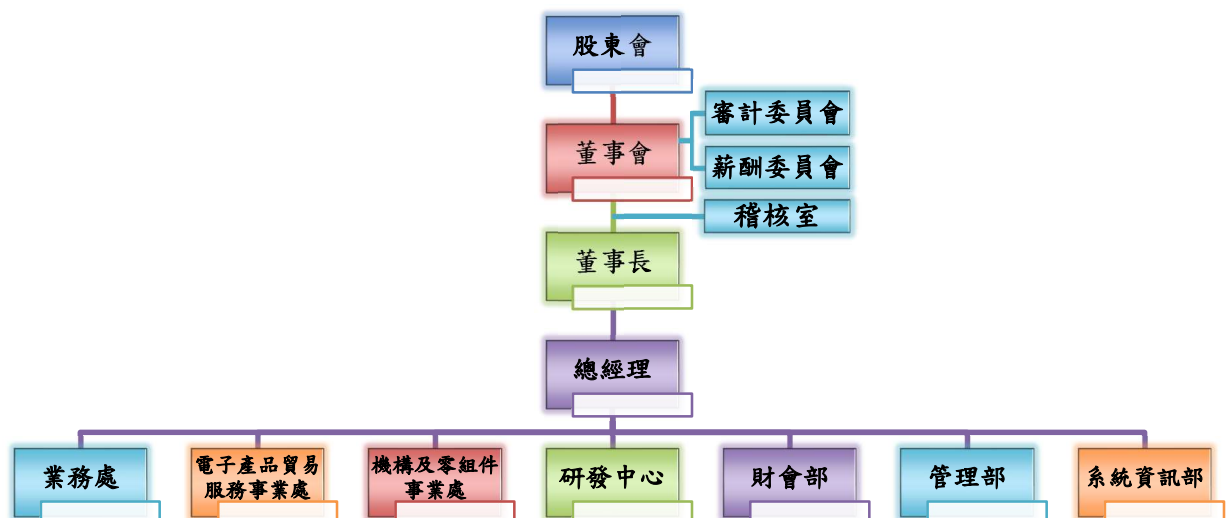 股東會
董事會
審計委員會
薪酬委員會
稽核室
董事長
總經理
業務處
電子產品貿易
服務事業處
機構及零組件
事業處
研發中心
財會部
管理部
系統資訊部